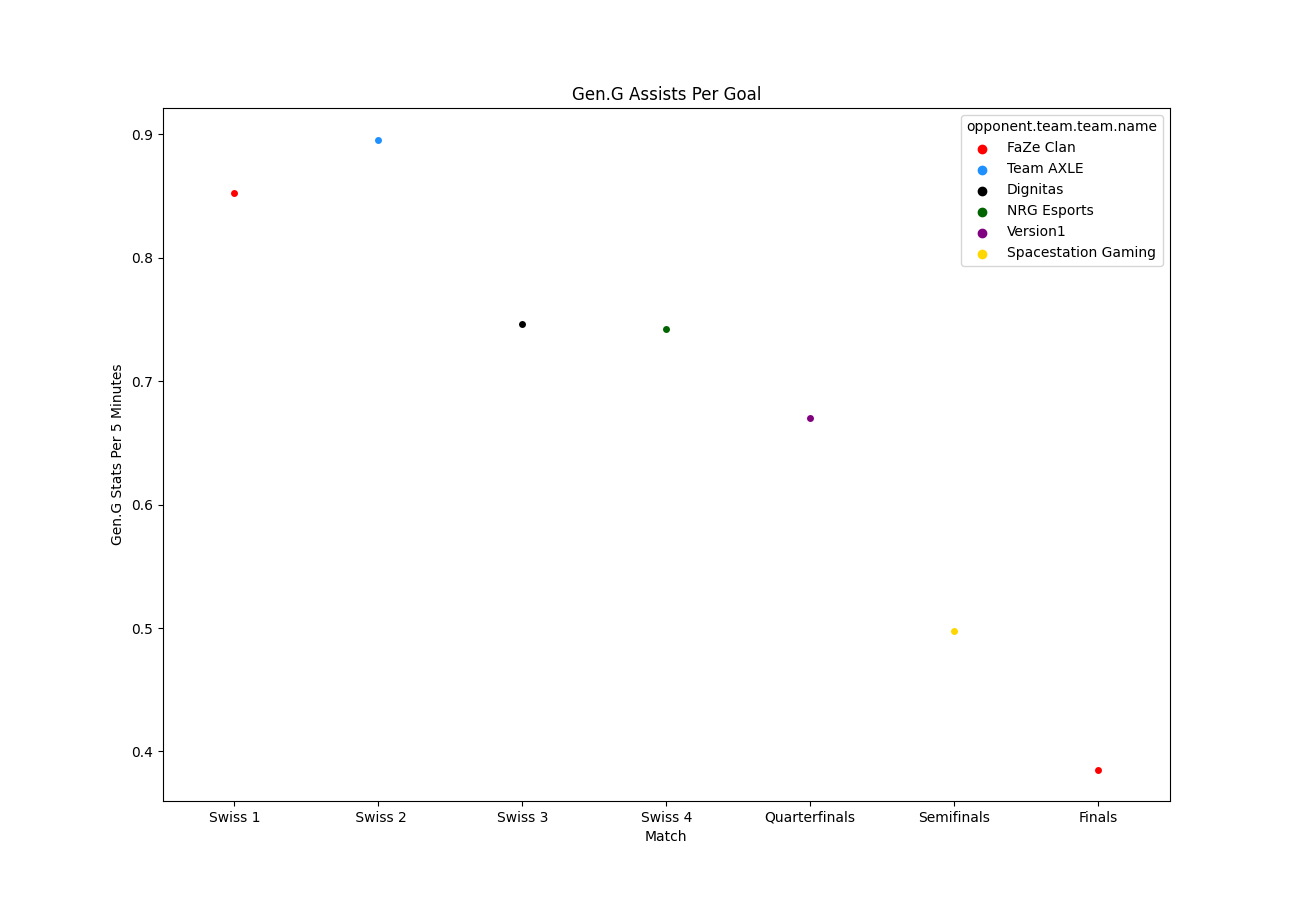 Gen.G Assists Per Goal
opponent.team.team.name
FaZe Clan
Team AXLE
Dignitas
NRG Esports
Version1
Spacestation Gaming
Gen.G Stats Per 5 Minutes
0.9
0.8
0.7
0.6
0.5
0.4
Swiss 1 Swiss 2 Swiss 3 Swiss 4 Quarterfinals Semifinals Finals
Match